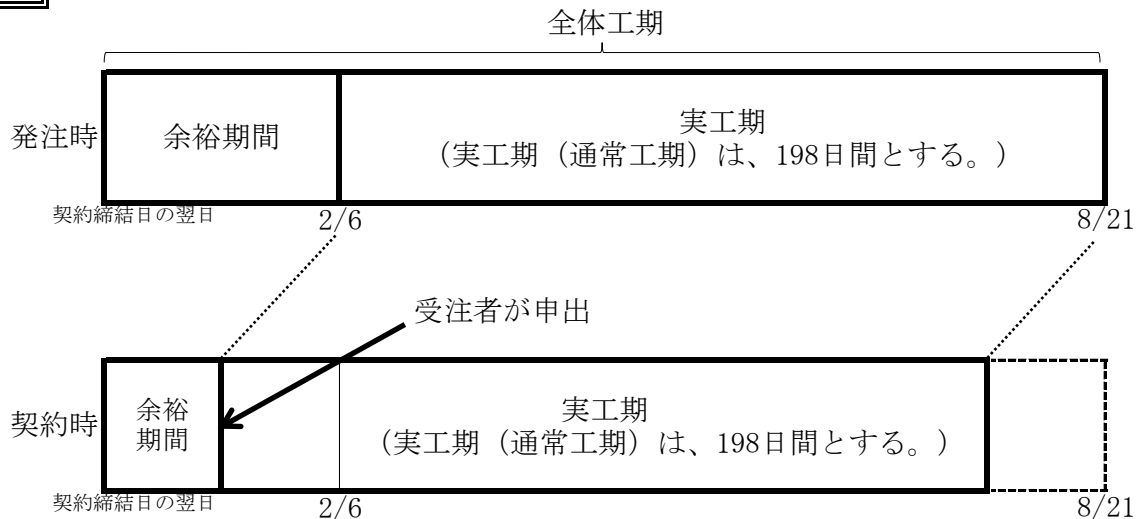 全体工期
発注時
余裕期間
実工期
（実工期（通常工期）は、198日間とする。）
契約締結日の翌日
2/6
8/21
受注者が申出
契約時
余裕
期間
実工期
（実工期（通常工期）は、198日間とする。）
契約締結日の翌日
2/6
8/21